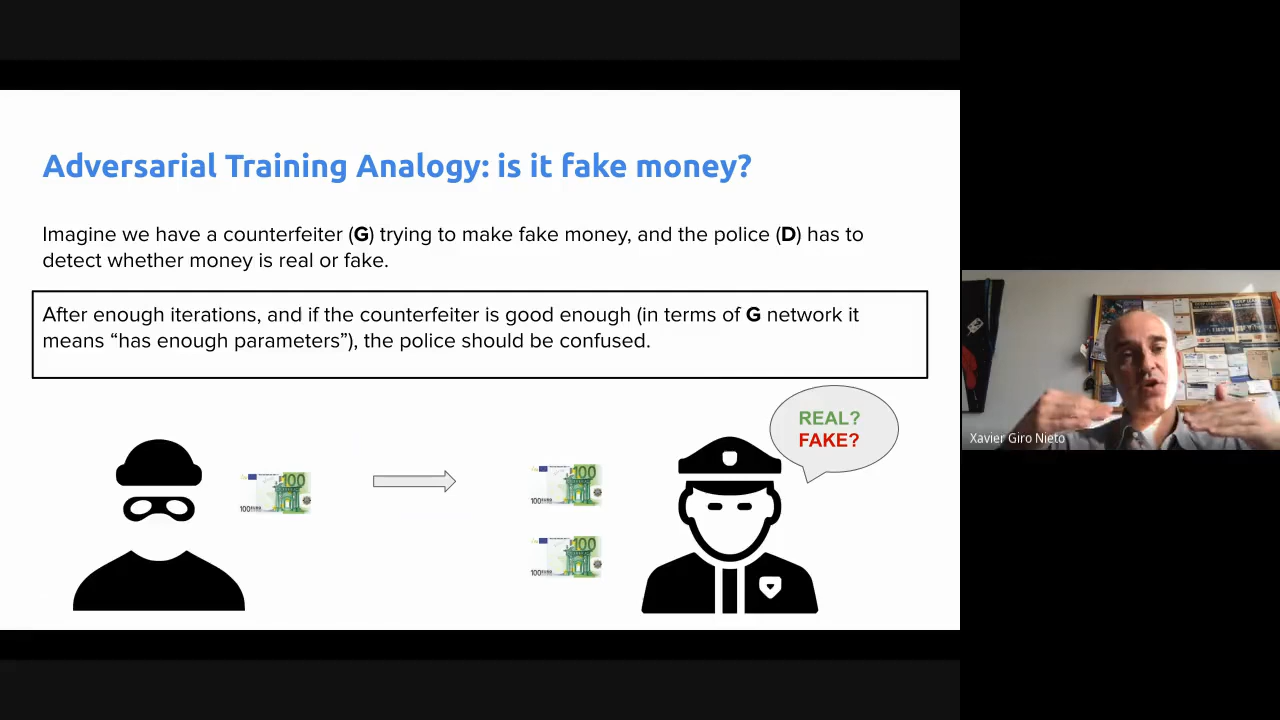 Adversarial Training Analogy: is it fake money?
Imagine we have a counterfeiter (G) trying to make fake money, and the police (D) has to
detect whether money is real or fake.
After enough iterations, and if the counterfeiter is good enough (in terms of G network it
means “has enough parameters”), the police should be confused.
REAL?
FAKE?
100
100EURO
100
100EURO
100
100EURO
Xavier Giro Nieto